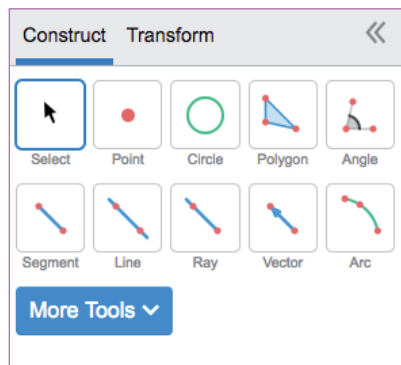 Construct Transform
Select Point Circle Polygon Angle
Segment Line Ray Vector Arc
More Tools